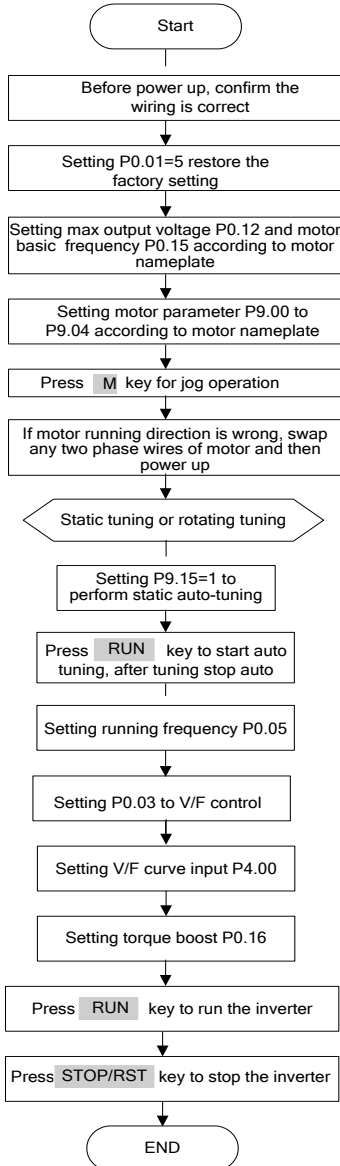 Start
Before power up, confirm the
wiring is correct
Setting P0.01=5 restore the
factory setting
Setting max output voltage P0.12 and motor
basic frequency P0.15 according to motor
nameplate
Setting motor parameter P9.00 to
P9.04 according to motor nameplate
Press M key for jog operation
If motor running direction is wrong, swap
any two phase wires of motor and then
power up
Static tuning or rotating tuning
Setting P9.15=1 to
perform static auto-tuning
Press RUN key to start auto
tuning, after tuning stop auto
Setting running frequency P0.05
Setting P0.03 to V/F control
Setting V/F curve input P4.00
Setting torque boost P0.16
Press RUN key to run the inverter
Press STOP/RST key to stop the inverter
END